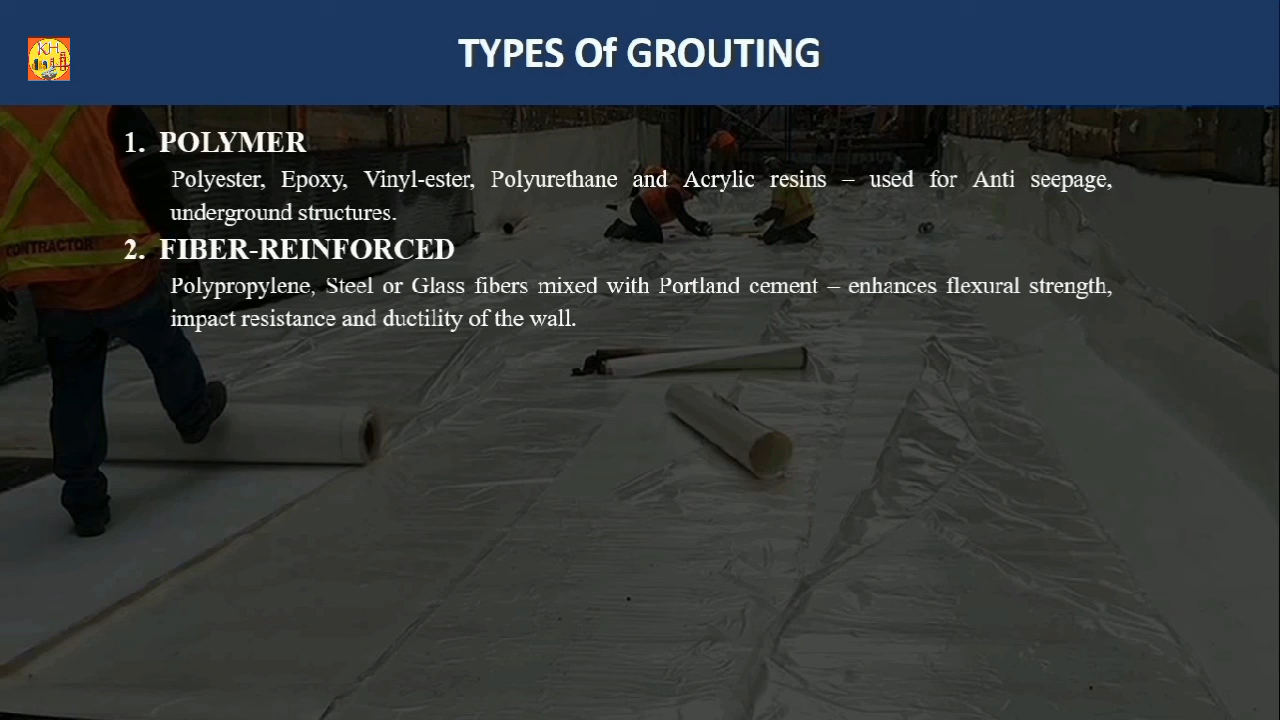 KH
TYPES Of GROUTING
1. POLYMER
Polyester, Epoxy, Vinyl-ester, Polyurethane and Acrylic resins – used for Anti seepage,
underground structures.
CONTRACTOR
2. FIBER-REINFORCED
Polypropylene, Steel or Glass fibers mixed with Portland cement – enhances flexural strength,
impact resistance and ductility of the wall.